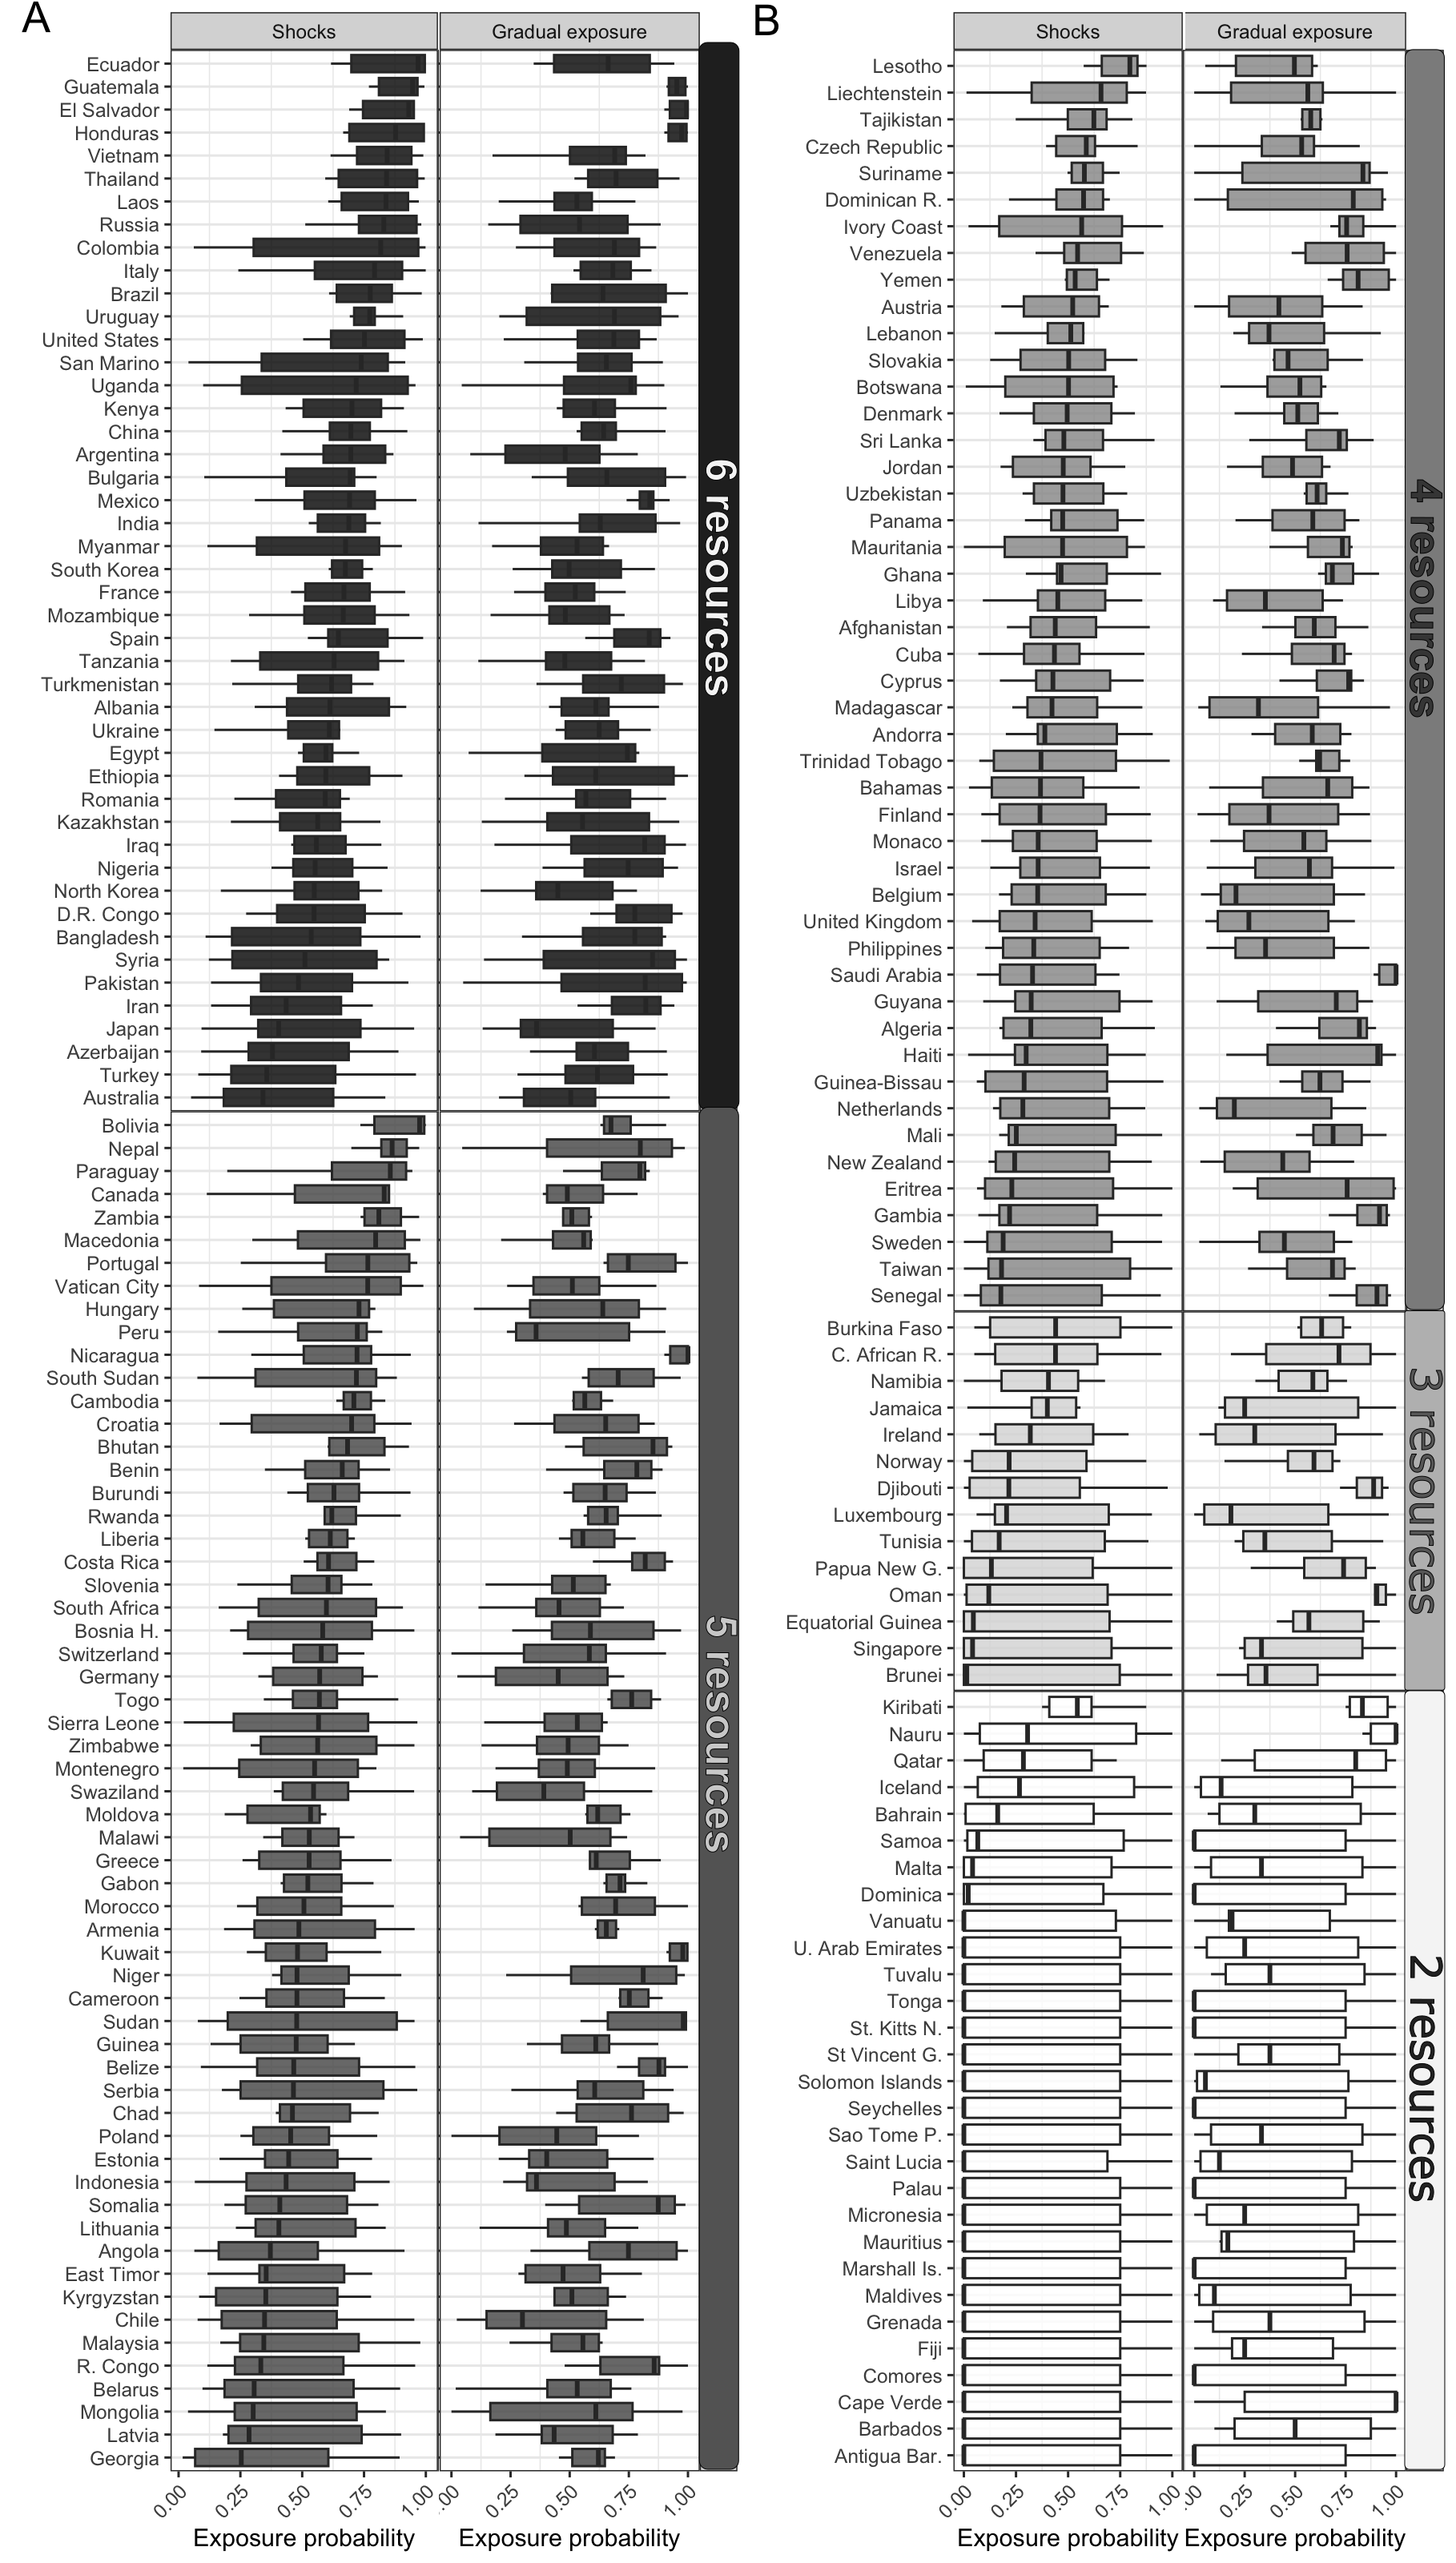 A
Shocks
Gradual exposure
Ecuador
Guatemala
El Salvador
Honduras
Vietnam
Thailand
Laos
Russia
Colombia
Italy
Brazil
Uruguay
United States
San Marino
Uganda
Kenya
China
Argentina
Bulgaria
Mexico
India
Myanmar
South Korea
France
Mozambique
Spain
Tanzania
Turkmenistan
Albania
Ukraine
Egypt
Ethiopia
Romania
Kazakhstan
Iraq
Nigeria
North Korea
D.R. Congo
Bangladesh
Syria
Pakistan
Iran
Japan
Azerbaijan
Turkey
Australia
6 resources
Bolivia
Nepal
Paraguay
Canada
Zambia
Macedonia
Portugal
Vatican City
Hungary
Peru
Nicaragua
South Sudan
Cambodia
Croatia
Bhutan
Benin
Burundi
Rwanda
Liberia
Costa Rica
Slovenia
South Africa
Bosnia H.
Switzerland
Germany
Togo
Sierra Leone
Zimbabwe
Montenegro
Swaziland
Moldova
Malawi
Greece
Gabon
Morocco
Armenia
Kuwait
Niger
Cameroon
Sudan
Guinea
Belize
Serbia
Chad
Poland
Estonia
Indonesia
Somalia
Lithuania
Angola
East Timor
Kyrgyzstan
Chile
Malaysia
R. Congo
Belarus
Mongolia
Latvia
Georgia
5 resources
0.00 0.25 0.50 0.75 1.00
.00 0.25 0.50 0.75 1.00
Exposure probability
Exposure probability
B
Shocks
Gradual exposure
Lesotho
Liechtenstein
Tajikistan
Czech Republic
Suriname
Dominican R.
Ivory Coast
Venezuela
Yemen
Austria
Lebanon
Slovakia
Botswana
Denmark
Sri Lanka
Jordan
Uzbekistan
Panama
Mauritania
Ghana
Libya
Afghanistan
Cuba
Cyprus
Madagascar
Andorra
Trinidad Tobago
Bahamas
Finland
Monaco
Israel
Belgium
United Kingdom
Philippines
Saudi Arabia
Guyana
Algeria
Haiti
Guinea-Bissau
Netherlands
Mali
New Zealand
Eritrea
Gambia
Sweden
Taiwan
Senegal
4 resources
Burkina Faso
C. African R.
Namibia
Jamaica
Ireland
Norway
Djibouti
Luxembourg
Tunisia
Papua New G.
Oman
Equatorial Guinea
Singapore
Brunei
3 resources
Kiribati
Nauru
Qatar
Iceland
Bahrain
Samoa
Malta
Dominica
Vanuatu
U. Arab Emirates
Tuvalu
Tonga
St. Kitts N.
St Vincent G.
Solomon Islands
Seychelles
Sao Tome P.
Saint Lucia
Palau
Micronesia
Mauritius
Marshall Is.
Maldives
Grenada
Fiji
Comores
Cape Verde
Barbados
Antigua Bar.
2 resources
0.00 0.25 0.50 0.75 1.00
.00 0.25 0.50 0.75 1.00
Exposure probability
Exposure probability